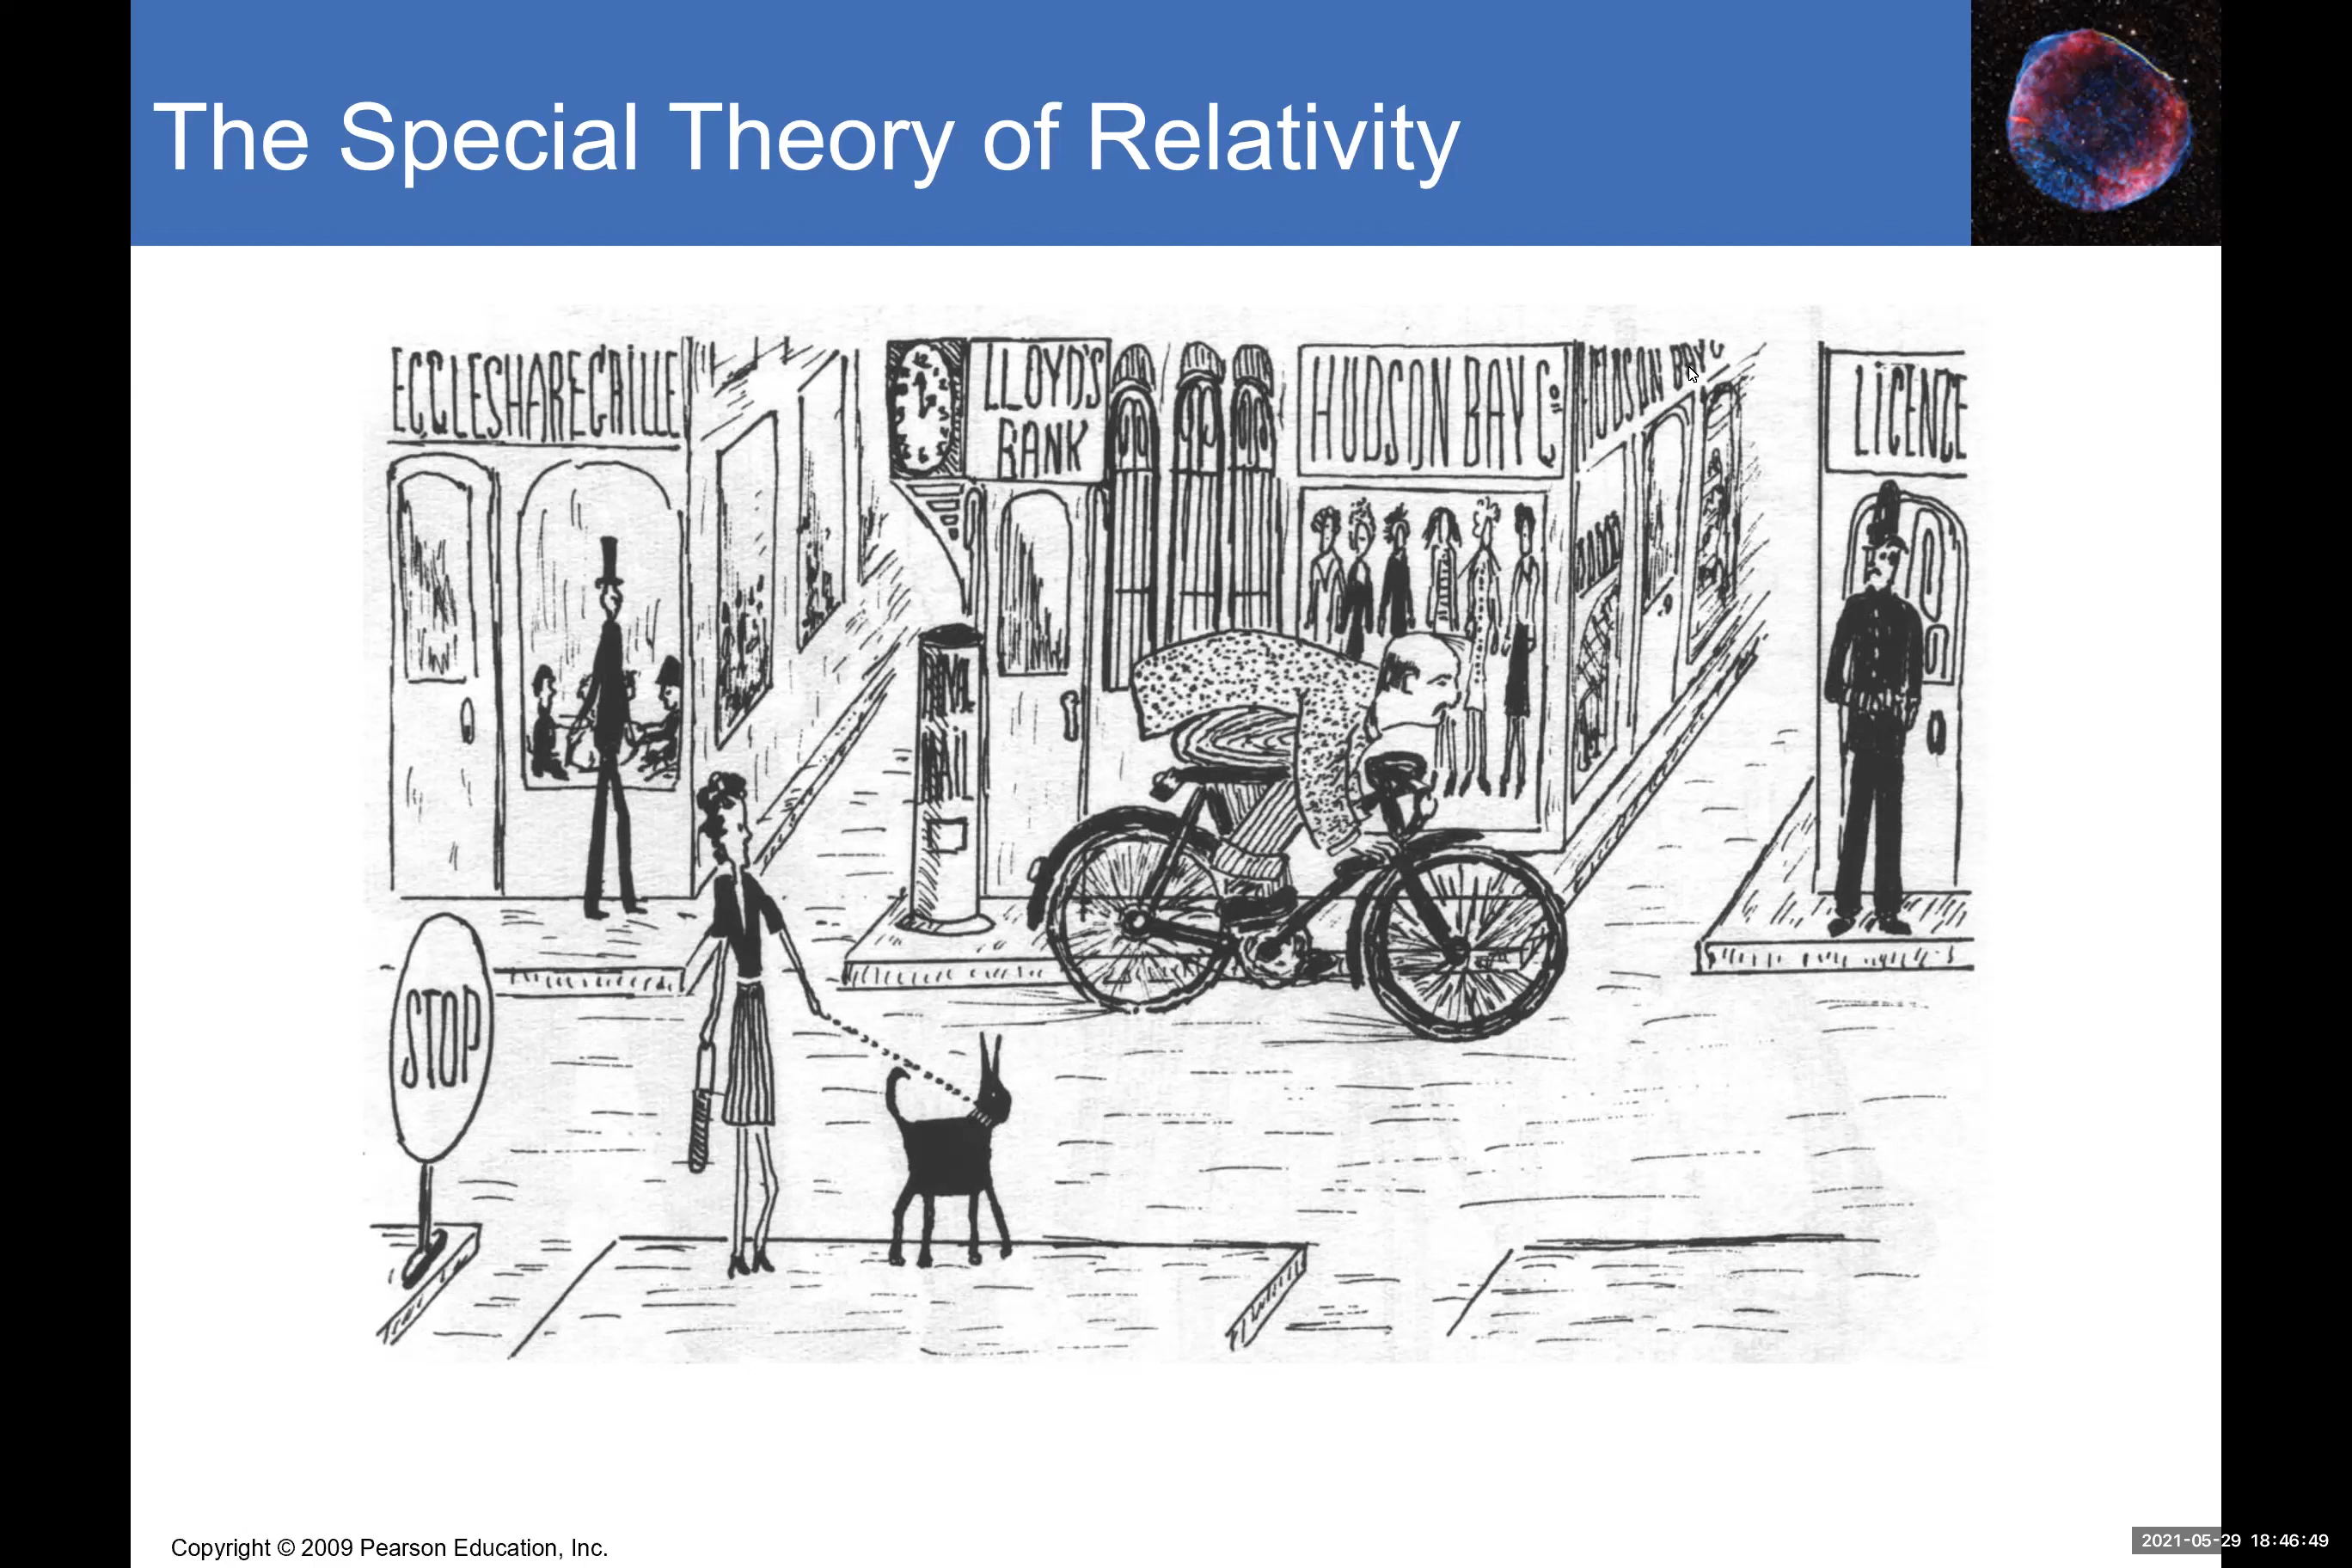 The Special Theory of Relativity
ECCLESHARE GRILLE
LLOYD'S
BANK
HUDSON BAY Co
HUDSON BAY Co
LICENCE
ROYAL
MAIL
STOP
Copyright © 2009 Pearson Education, Inc.
2021-05-29 18:46:49